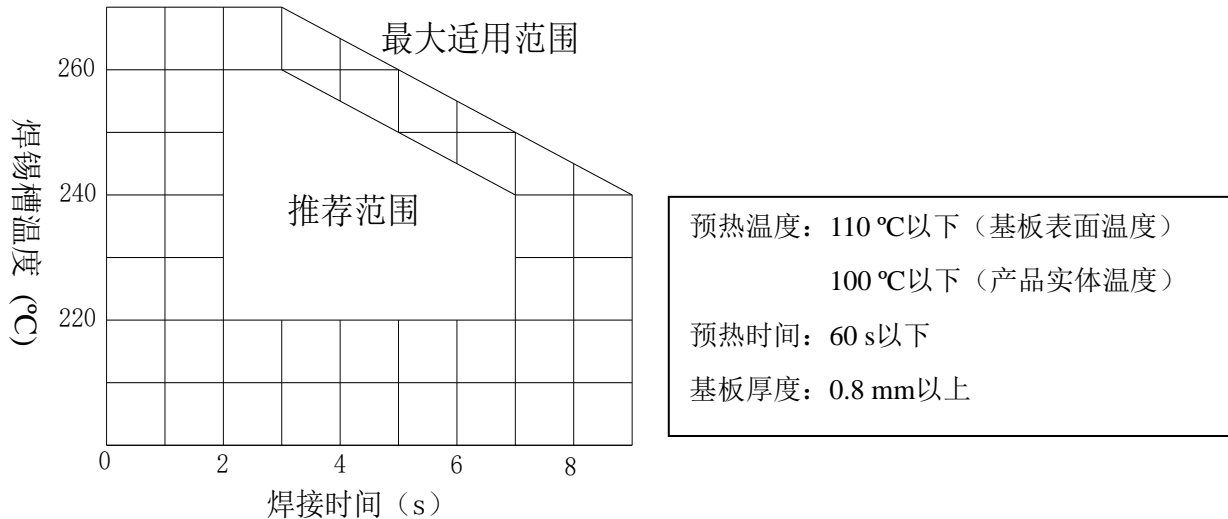 最大适用范围
260
240
220
推荐范围
焊锡槽温度 (℃)
0 2 4 6 8
焊接时间（s）
预热温度：110 ℃以下（基板表面温度）
100 ℃以下（产品实体温度）
预热时间：60 s以下
基板厚度：0.8 mm以上